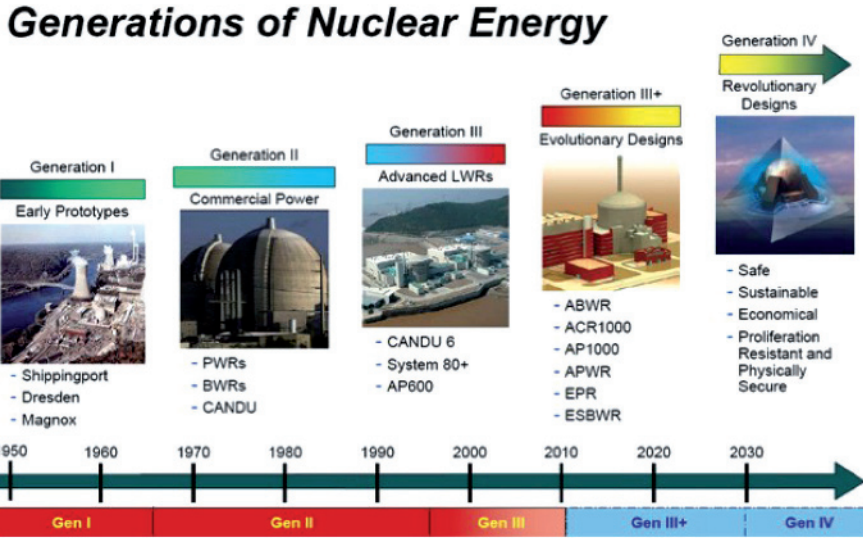 Generations of Nuclear Energy
Generation I
Early Prototypes
- Shippingport
- Dresden
- Magnox
Generation II
Commercial Power
- PWRs
- BWRs
- CANDU
Generation III
Advanced LWRs
- CANDU 6
- System 80+
- AP600
Generation III+
Evolutionary Designs
- ABWR
- ACR1000
- AP1000
- APWR
- EPR
- ESBWR
Generation IV
Revolutionary
Designs
- Safe
- Sustainable
- Economical
- Proliferation
Resistant and
Physically
Secure
950 1960 1970 1980 1990 2000 2010 2020 2030
Gen I Gen II Gen III Gen III+ Gen IV